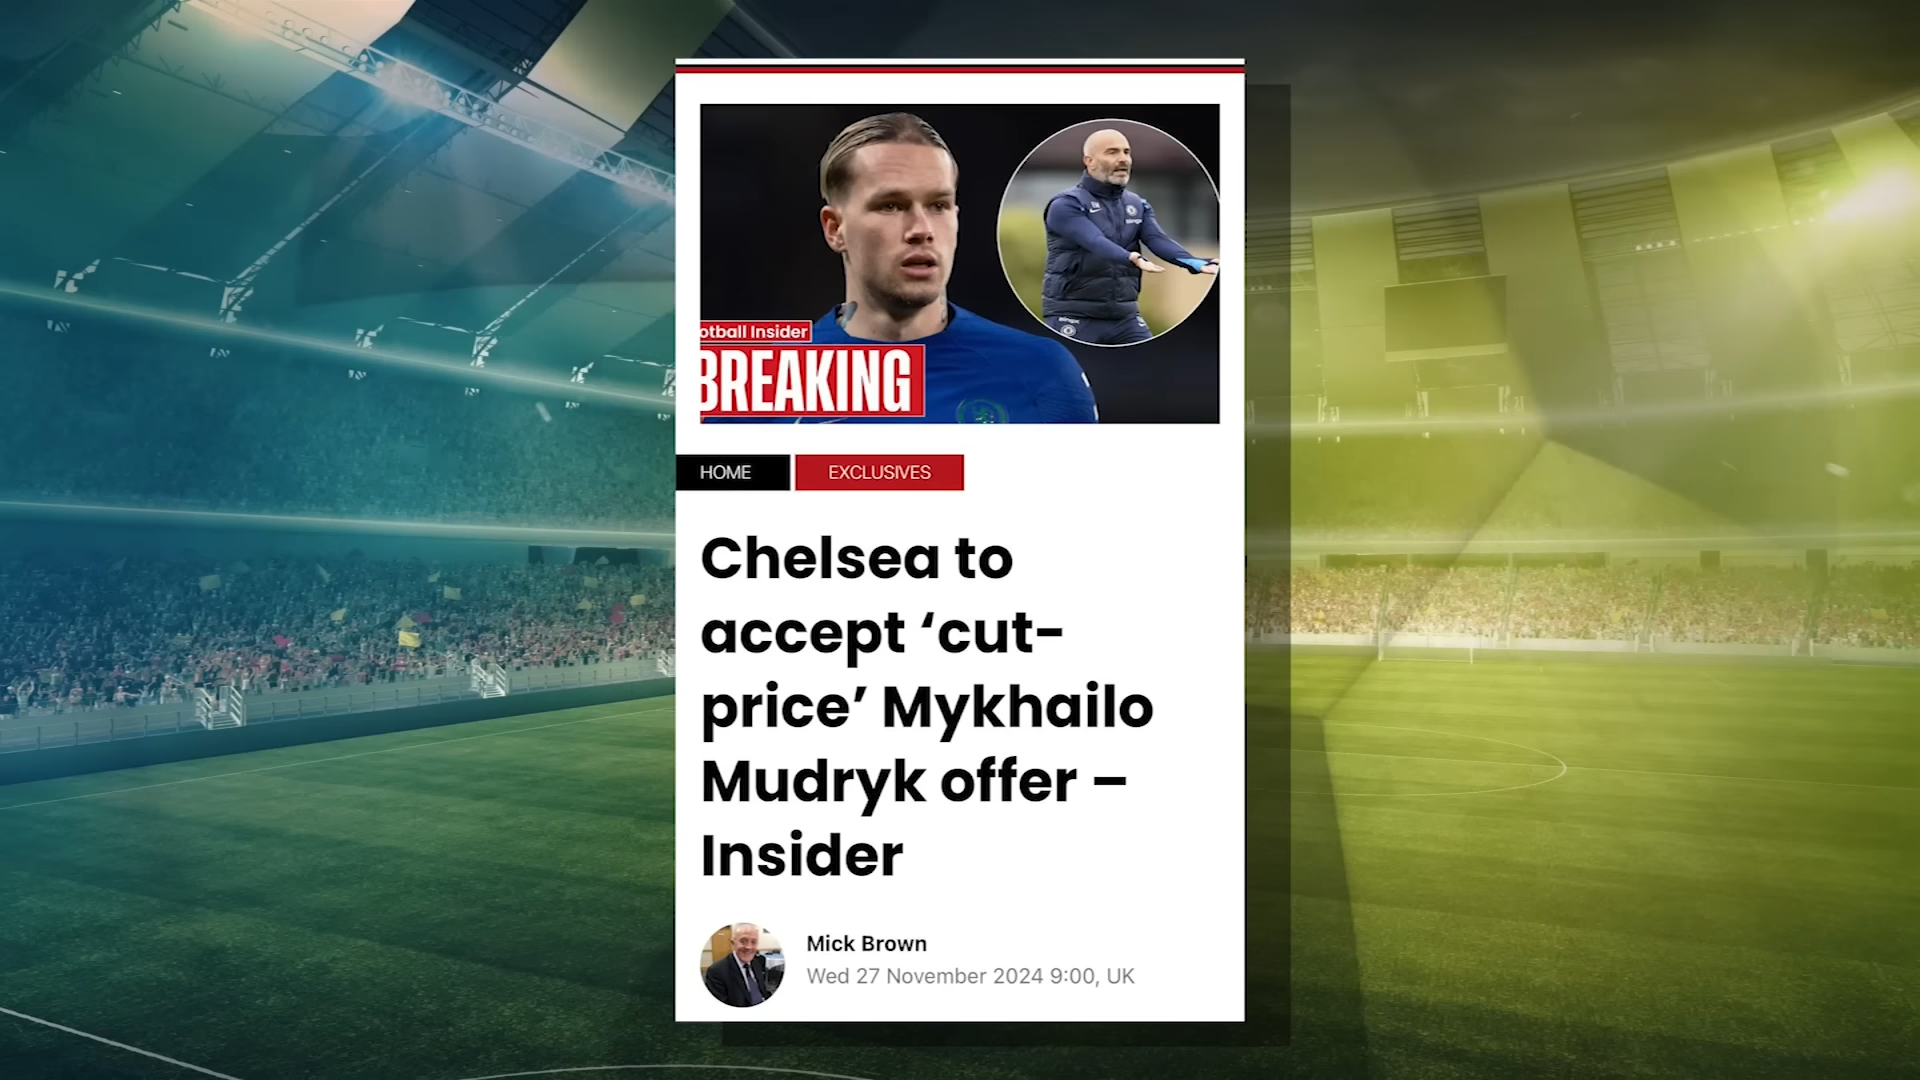 otball Insider
BREAKING
HOME
EXCLUSIVES
Chelsea to
accept ‘cut-
price’ Mykhailo
Mudryk offer –
Insider
Mick Brown
Wed 27 November 2024 9:00, UK